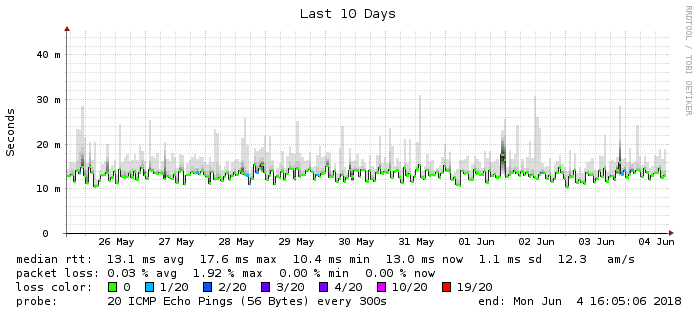 Last 10 Days
RRDTOOL / TOBI OETIKER
Seconds
40 m
30 m
20 m
10 m
0
26 May 27 May 28 May 29 May 30 May 31 May 01 Jun 02 Jun 03 Jun 04 Jun
median rtt: 13.1 ms avg 17.6 ms max 10.4 ms min 13.0 ms now 1.1 ms sd 12.3 am/s
packet loss: 0.03 % avg 1.92 % max 0.00 % min 0.00 % now
loss color: 0 1/20 2/20 3/20 4/20 10/20 19/20
probe: 20 ICMP Echo Pings (56 Bytes) every 300s end: Mon Jun 4 16:05:06 2018